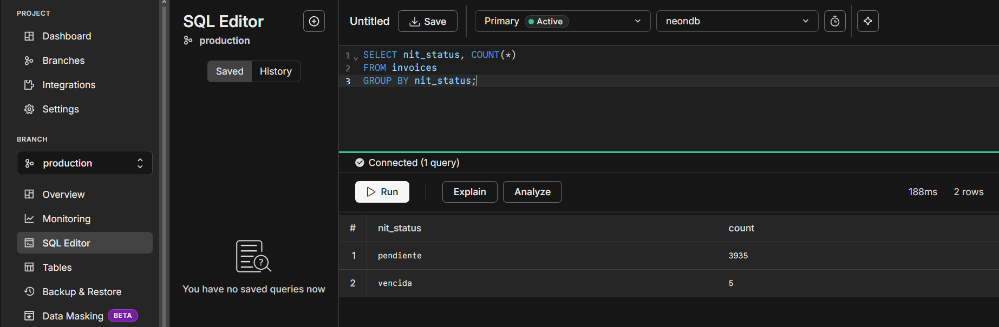 PROJECT
Dashboard
Branches
Integrations
Settings
BRANCH
production
Overview
Monitoring
SQL Editor
Tables
Backup & Restore
Data Masking BETA
SQL Editor
production
Saved History
You have no saved queries now
Untitled Save Primary Active neondb
1 SELECT nit_status, COUNT(*)
2 FROM invoices
3 GROUP BY nit_status;
Connected (1 query)
Run Explain Analyze 188ms 2 rows
# nit_status count
1 pendiente 3935
2 vencida 5